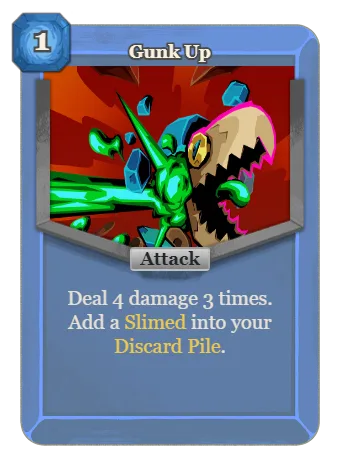 1
Gunk Up
Attack
Deal 4 damage 3 times.
Add a Slimed into your
Discard Pile.